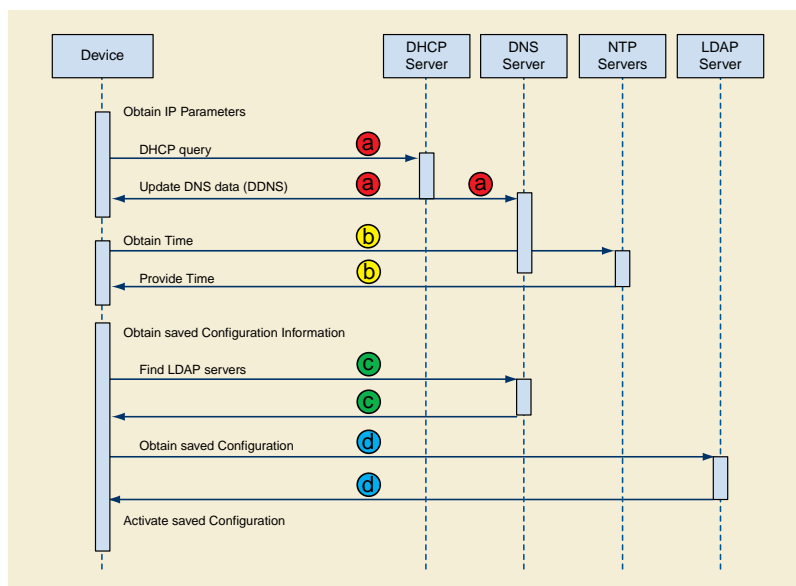 Device
DHCP
Server
DNS
Server
NTP
Servers
LDAP
Server
Obtain IP Parameters
DHCP query
a
Update DNS data (DDNS)
a
a
Obtain Time
b
Provide Time
b
Obtain saved Configuration Information
Find LDAP servers
c
c
Obtain saved Configuration
d
d
Activate saved Configuration